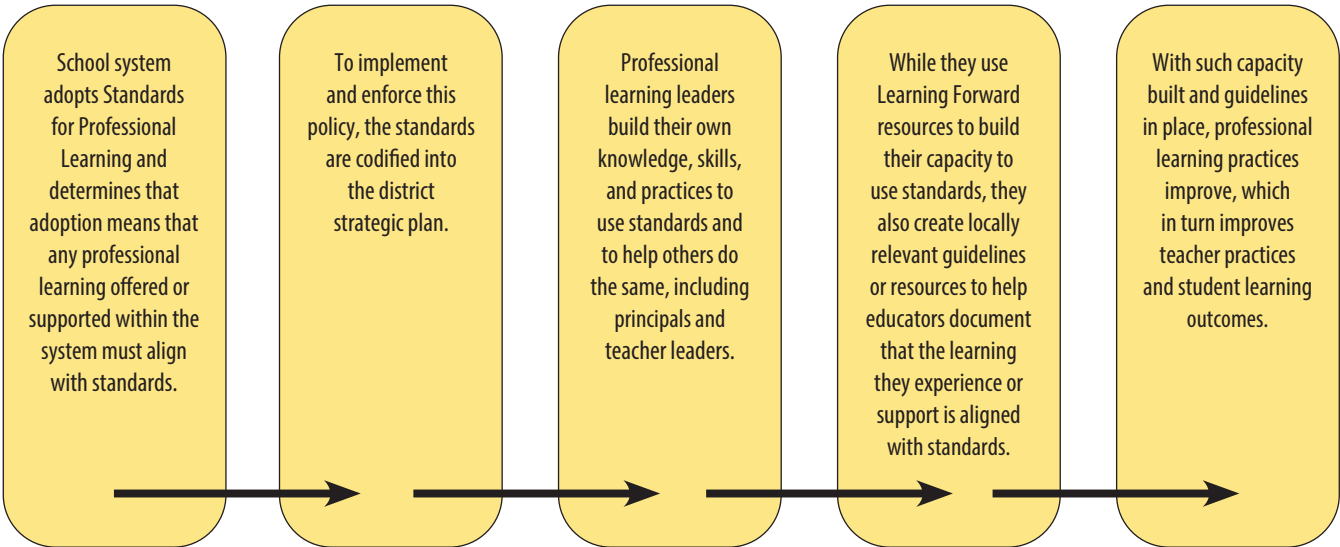 School system
adopts Standards
for Professional
Learning and
determines that
adoption means that
any professional
learning offered or
supported within the
system must align
with standards.
To implement
and enforce this
policy, the standards
are codified into
the district
strategic plan.
Professional
learning leaders
build their own
knowledge, skills,
and practices to
use standards and
to help others do
the same, including
principals and
teacher leaders.
While they use
Learning Forward
resources to build
their capacity to
use standards, they
also create locally
relevant guidelines
or resources to help
educators document
that the learning
they experience or
support is aligned
with standards.
With such capacity
built and guidelines
in place, professional
learning practices
improve, which
in turn improves
teacher practices
and student learning
outcomes.